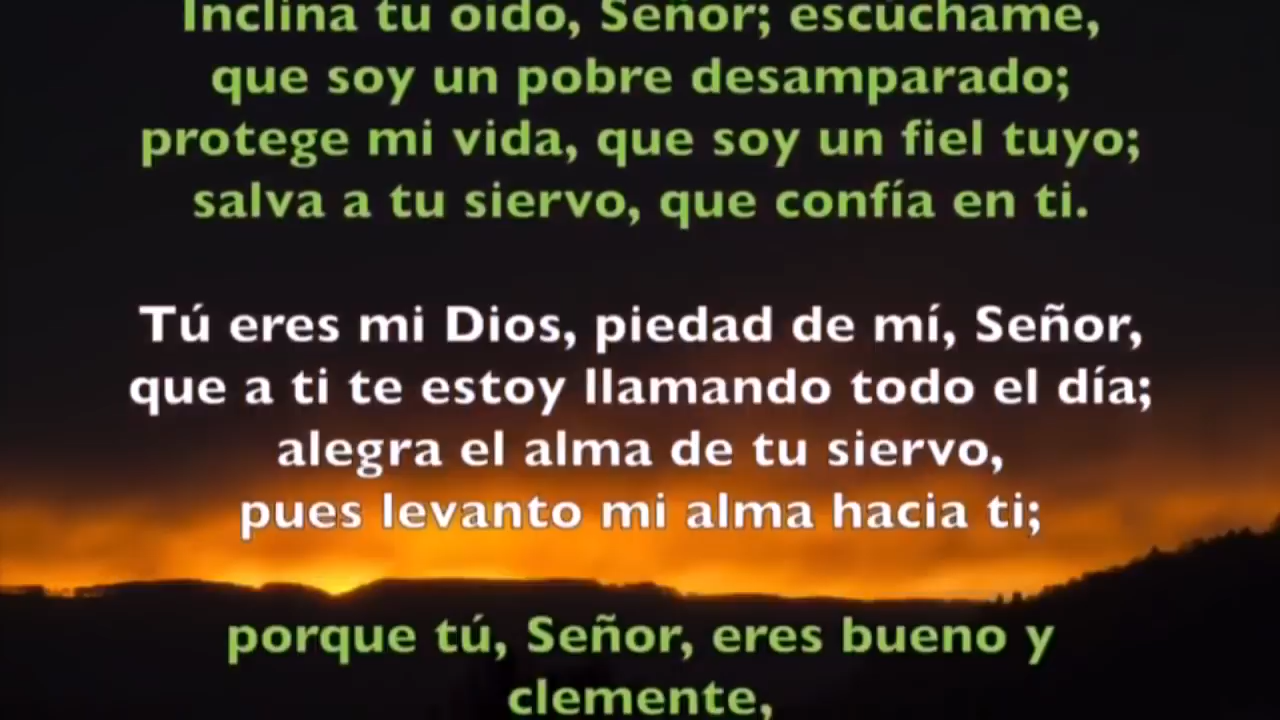 Inclina tu oído, Señor; escúchame,
que soy un pobre desamparado;
protege mi vida, que soy un fiel tuyo;
salva a tu siervo, que confía en ti.
Tú eres mi Dios, piedad de mí, Señor,
que a ti te estoy llamando todo el día;
alegra el alma de tu siervo,
pues levanto mi alma hacia ti;
porque tú, Señor, eres bueno y
clemente,